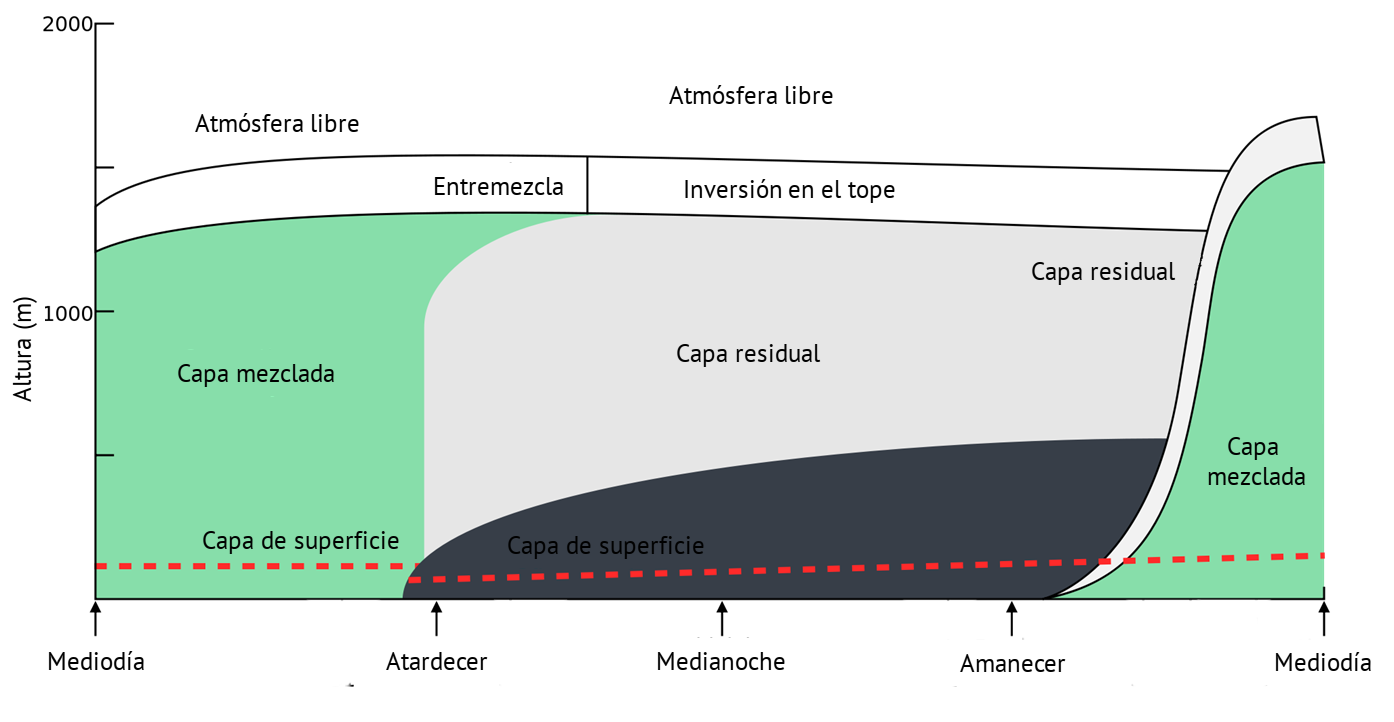 2000
Atmósfera libre
Atmósfera libre
Entremezcla
Inversión en el tope
Capa residual
1000
Altura (m)
Capa residual
Capa mezclada
Capa
mezclada
Capa de superficie
Capa de superficie
Mediodía
Atardecer
Medianoche
Amanecer
Mediodía